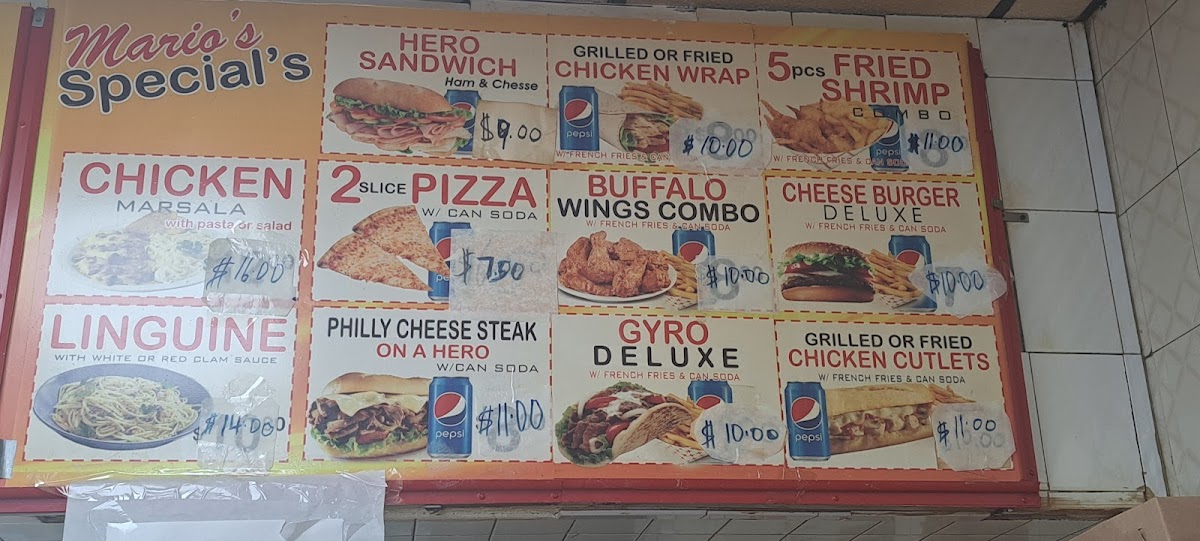 Mario's
Special's
HERO
SANDWICH
Ham & Chesse
$9.00
GRILLED OR FRIED
CHICKEN WRAP
pepsi
$10.00
W/ FRENCH FRIES & CAN
5pcs FRIED
SHRIMP
COMBO
pepsi
$11.00
W/ FRENCH FRIES & CAN
CHICKEN
MARSALA
with pasta or salad
$16.00
2 SLICE PIZZA
W/ CAN SODA
$7.00
BUFFALO
WINGS COMBO
W/ FRENCH FRIES & CAN SODA
$10.00
CHEESE BURGER
DELUXE
W/ FRENCH FRIES & CAN SODA
$10.00
LINGUINE
WITH WHITE OR RED CLAM SAUCE
$14.00
PHILLY CHEESE STEAK
ON A HERO
W/CAN SODA
pepsi
$11.00
GYRO
DELUXE
W/ FRENCH FRIES & CAN SODA
$10.00
GRILLED OR FRIED
CHICKEN CUTLETS
W/ FRENCH FRIES & CAN SODA
pepsi
$11.00